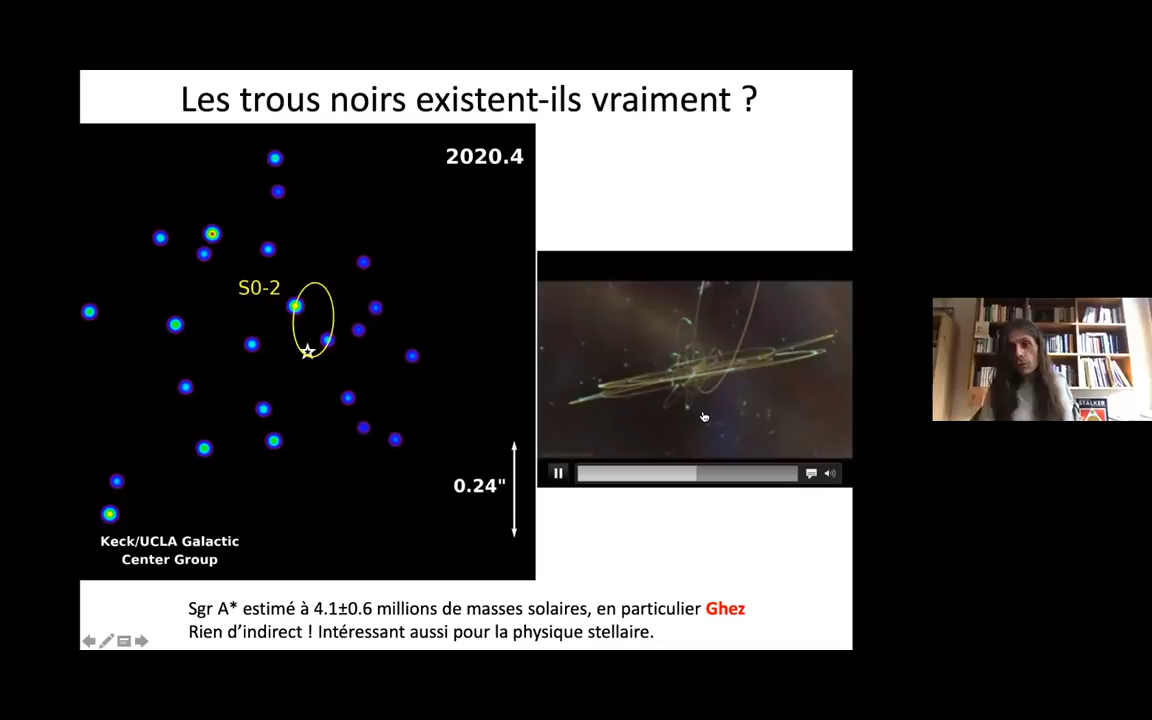 Les trous noirs existent-ils vraiment ?
2020.4
S0-2
0.24"
Keck/UCLA Galactic
Center Group
Sgr A* estimé à 4.1±0.6 millions de masses solaires, en particulier Ghez
Rien d'indirect ! Intéressant aussi pour la physique stellaire.
STALKER